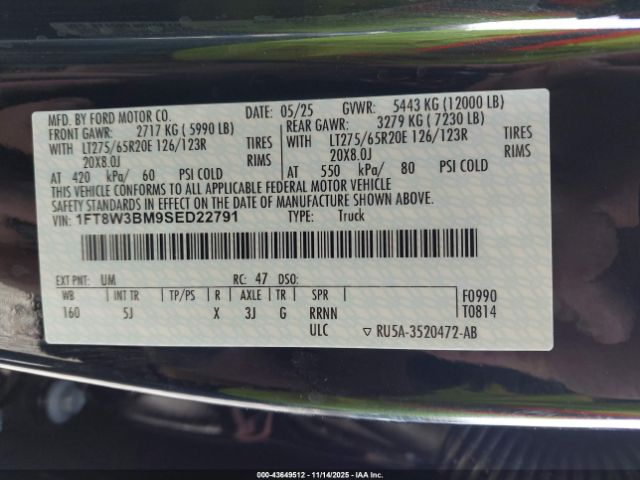 MFD. BY FORD MOTOR CO. DATE: 05/25 GVWR: 5443 KG (12000 LB)
FRONT GAWR: 2717 KG (5990 LB) REAR GAWR: 3279 KG (7230 LB)
WITH LT275/65R20E 126/123R TIRES WITH LT275/65R20E 126/123R TIRES
20X8.0J RIMS 20X8.0J RIMS
AT 420 kPa/ 60 PSI COLD AT 550 kPa/ 80 PSI COLD
THIS VEHICLE CONFORMS TO ALL APPLICABLE FEDERAL MOTOR VEHICLE
SAFETY STANDARDS IN EFFECT ON THE DATE OF MANUFACTURE SHOWN ABOVE.
VIN: 1FT8W3BM9SED22791 TYPE: Truck
EXT PNT: UM RC: 47 DSO:
WB INT TR TP/PS R AXLE TR SPR F0990
160 5J X 3J G RRNN T0814
ULC ▽ RU5A-3520472-AB
000-43649512 - 11/14/2025 - IAA Inc.